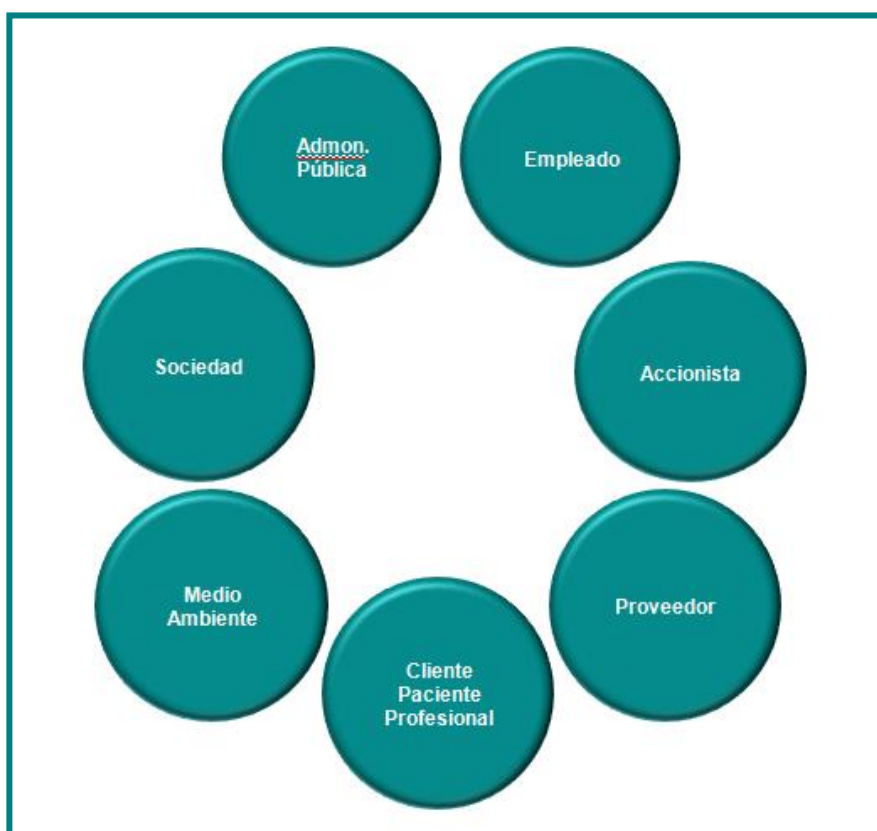 Admon.
Pública
Empleado
Sociedad
Accionista
Medio
Ambiente
Proveedor
Cliente
Paciente
Profesional